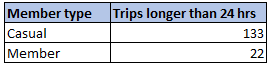 Member type Trips longer than 24 hrs
Casual 133
Member 22